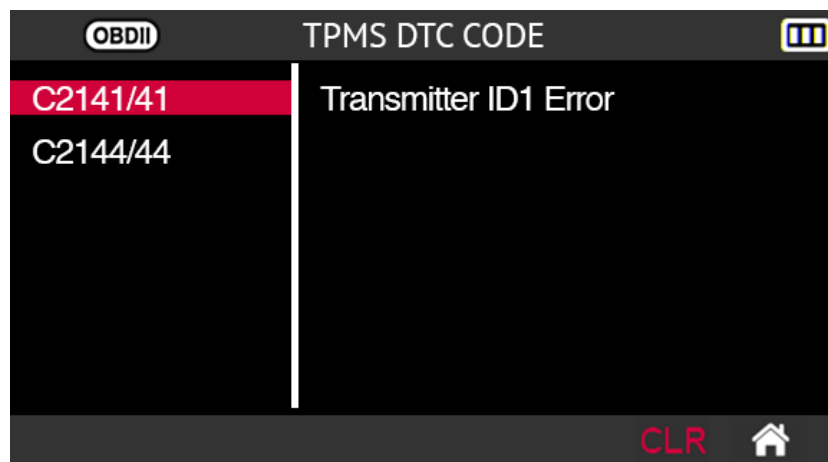 OBDII TPMS DTC CODE
C2141/41 Transmitter ID1 Error
C2144/44
CLR